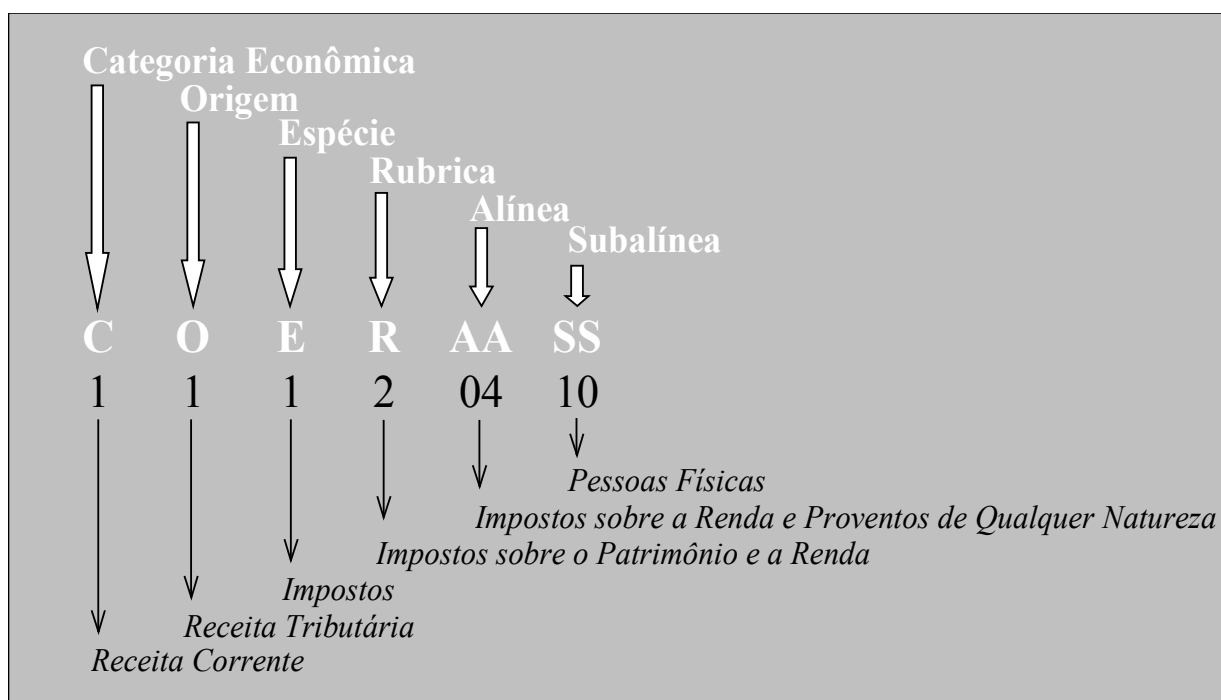 Categoria Econômica
Origem
Espécie
Rubrica
Alínea
Subalínea
C O E R AA SS
1 1 1 2 04 10
Pessoas Físicas
Impostos sobre a Renda e Proventos de Qualquer Natureza
Impostos sobre o Patrimônio e a Renda
Impostos
Receita Tributária
Receita Corrente